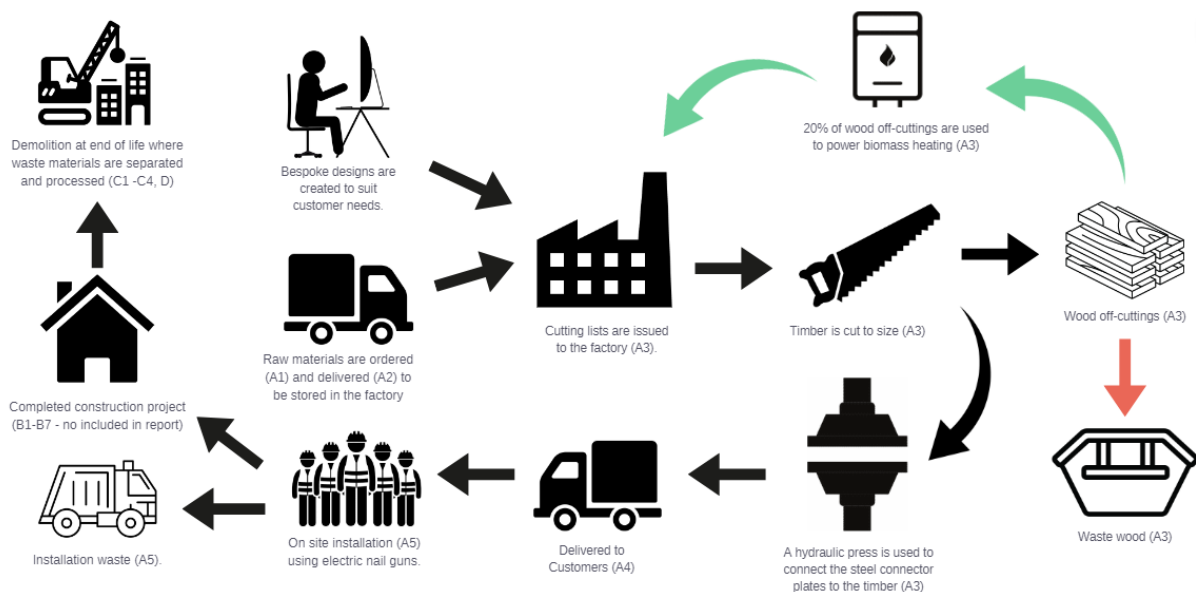 Demolition at end of life where
waste materials are separated
and processed (C1 -C4, D)
Bespoke designs are
created to suit
customer needs.
20% of wood off-cuttings are used
to power biomass heating (A3)
Raw materials are ordered
(A1) and delivered (A2) to
be stored in the factory
Cutting lists are issued
to the factory (A3).
Timber is cut to size (A3)
Wood off-cuttings (A3)
Completed construction project
(B1-B7 - no included in report)
Installation waste (A5).
On site installation (A5)
using electric nail guns.
Delivered to
Customers (A4)
A hydraulic press is used to
connect the steel connector
plates to the timber (A3)
Waste wood (A3)